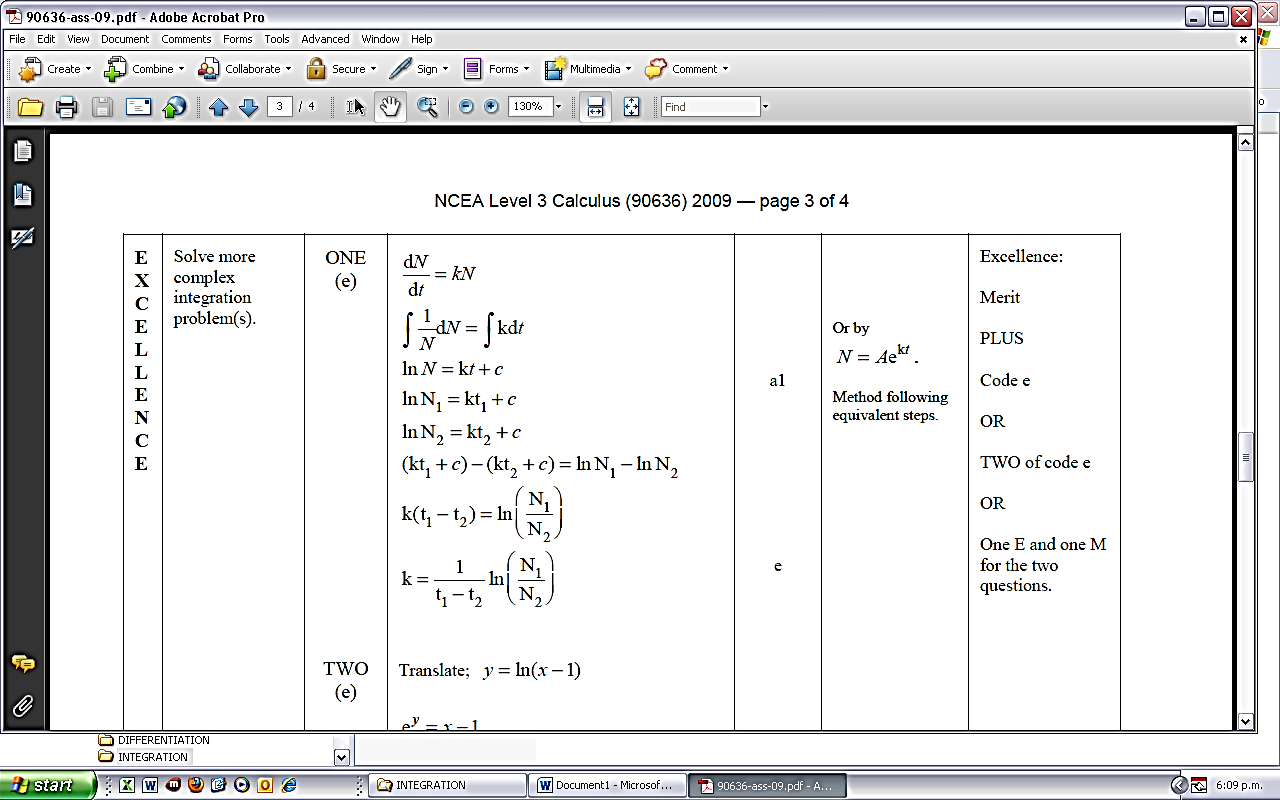 90636-ass-09.pdf - Adobe Acrobat Pro
File Edit View Document Comments Forms Tools Advanced Window Help
Create Combine Collaborate Secure Sign Forms Multimedia Comment
3 / 4 130% Find
NCEA Level 3 Calculus (90636) 2009 — page 3 of 4
E
X
C
E
L
L
E
N
C
E
Solve more
complex
integration
problem(s).
ONE
(e)
dN/dt = kN
∫ 1/N dN = ∫ kdt
ln N = kt + c
ln N₁ = kt₁ + c
ln N₂ = kt₂ + c
(kt₁ + c) − (kt₂ + c) = ln N₁ − ln N₂
k(t₁ − t₂) = ln(N₁/N₂)
k = 1/(t₁ − t₂) ln(N₁/N₂)
a1
e
Or by
N = Ae^kt .
Method following
equivalent steps.
Excellence:
Merit
PLUS
Code e
OR
TWO of code e
OR
One E and one M
for the two
questions.
TWO
(e)
Translate; y = ln(x − 1)
e^y = x − 1
DIFFERENTIATION
INTEGRATION
start INTEGRATION Document1 - Microsof... 90636-ass-09.pdf - A... 6:09 p.m.